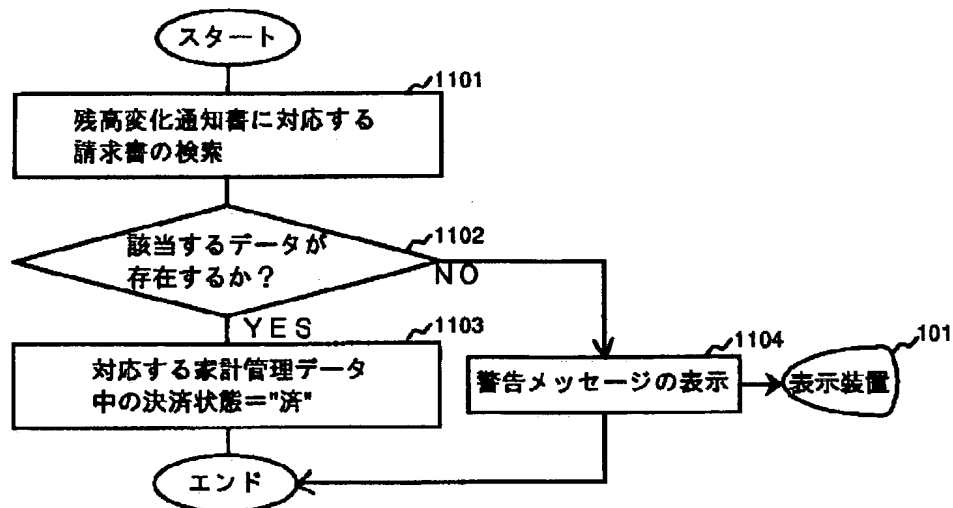 スタート
1101
残高変化通知書に対応する
請求書の検索
1102
該当するデータが
存在するか？
NO
YES
1103
対応する家計管理データ
中の決済状態＝"済"
1104
警告メッセージの表示
101
表示装置
エンド